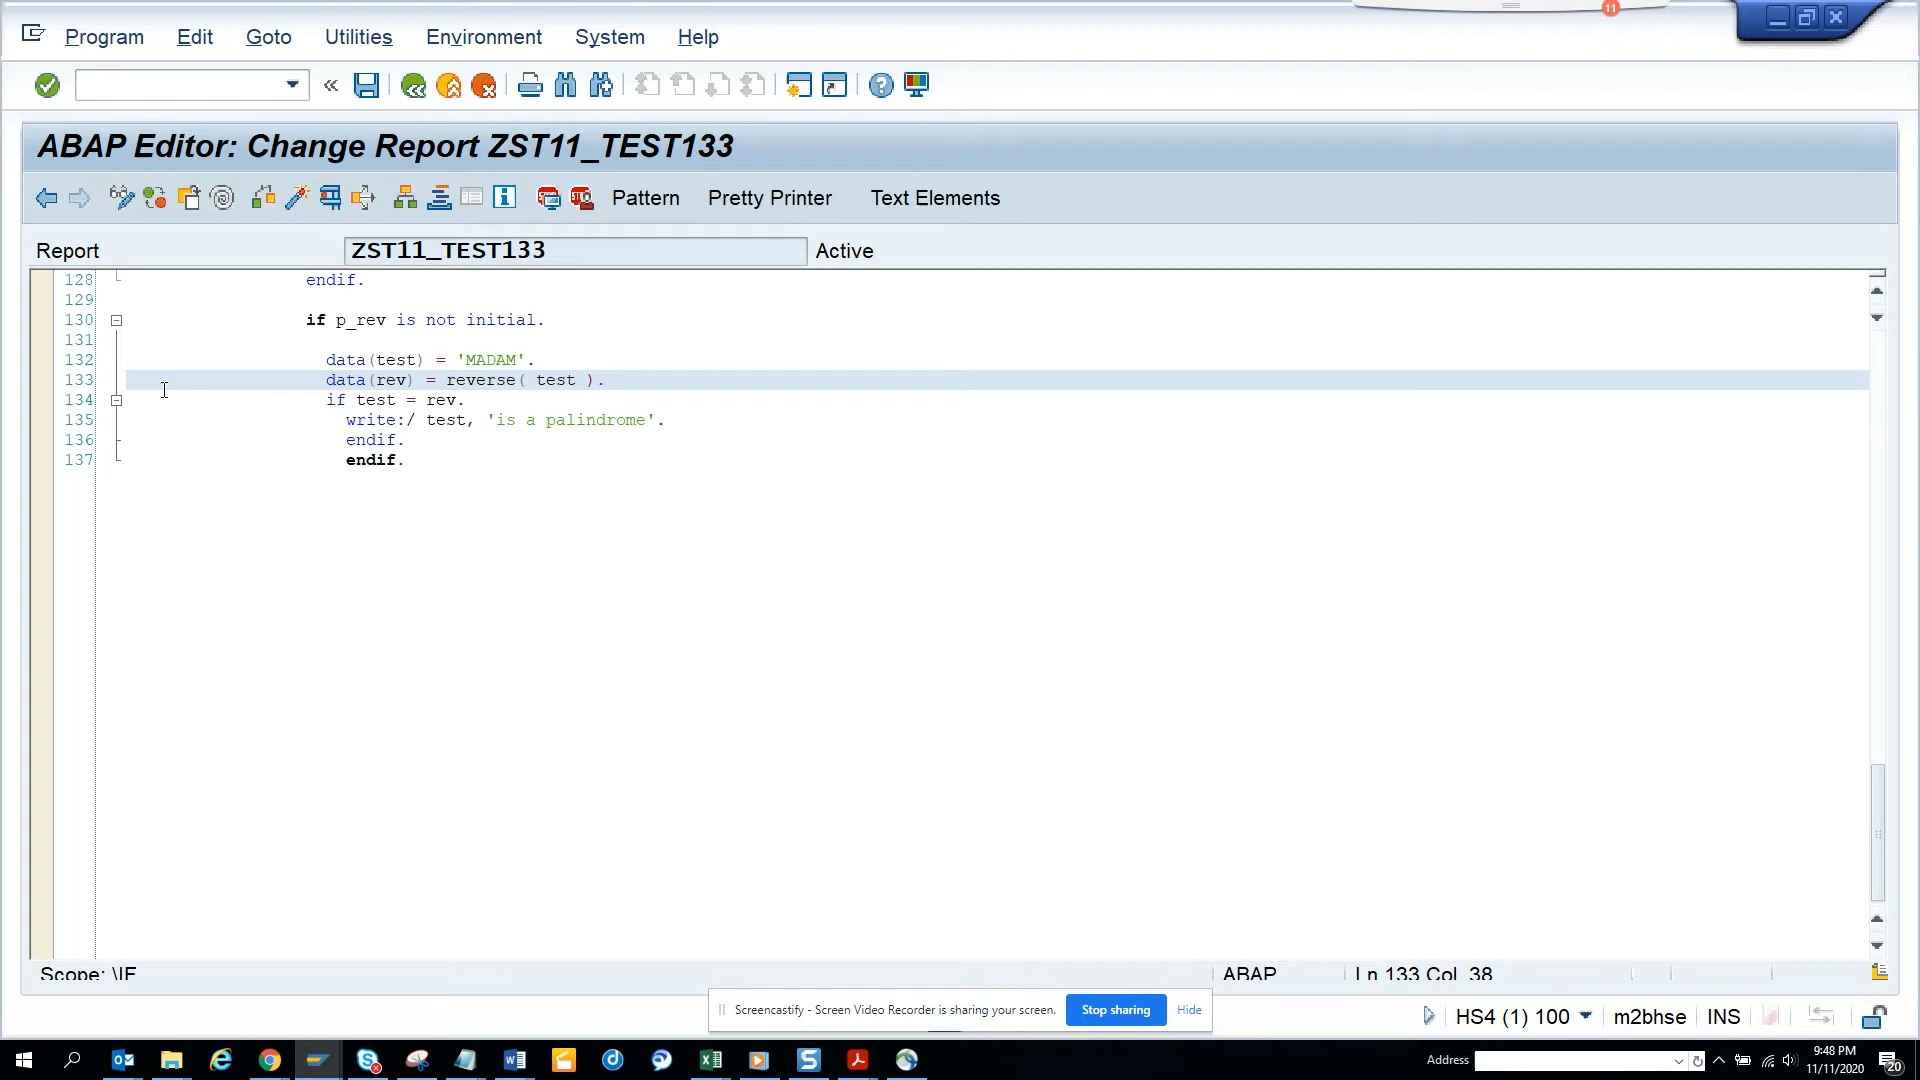 Program Edit Goto Utilities Environment System Help
11
ABAP Editor: Change Report ZST11_TEST133
Pattern Pretty Printer Text Elements
Report ZST11_TEST133 Active
128 endif.
129
130 if p_rev is not initial.
131
132 data(test) = 'MADAM'.
133 data(rev) = reverse( test ).
134 if test = rev.
135 write:/ test, 'is a palindrome'.
136 endif.
137 endif.
Scope: \IF ABAP Ln 133 Col 38
Screencastify - Screen Video Recorder is sharing your screen. Stop sharing Hide
HS4 (1) 100 m2bhse INS
Address
9:48 PM
11/11/2020
20